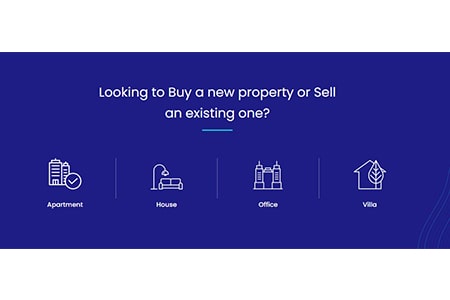 Looking to Buy a new property or Sell
an existing one?
Apartment
House
Office
Villa